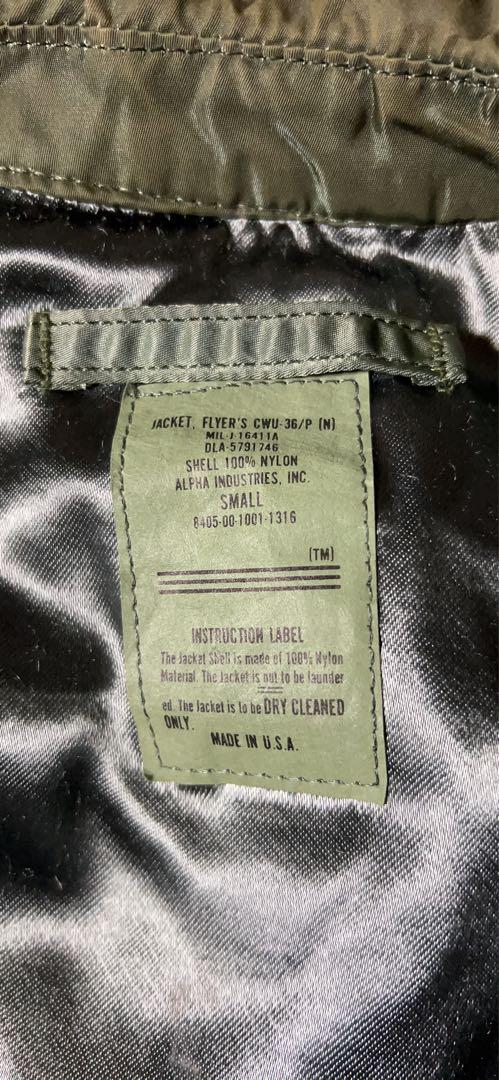 JACKET, FLYER'S CWU-36/P (N)
MIL-J-16411A
DLA-5791746
SHELL 100% NYLON
ALPHA INDUSTRIES, INC.
SMALL
8405-00-1001-1316
(TM)
INSTRUCTION LABEL
The Jacket Shell is made of 100% Nylon
Material. The Jacket is not to be launder
ed. The Jacket is to be DRY CLEANED
ONLY.
MADE IN U.S.A.